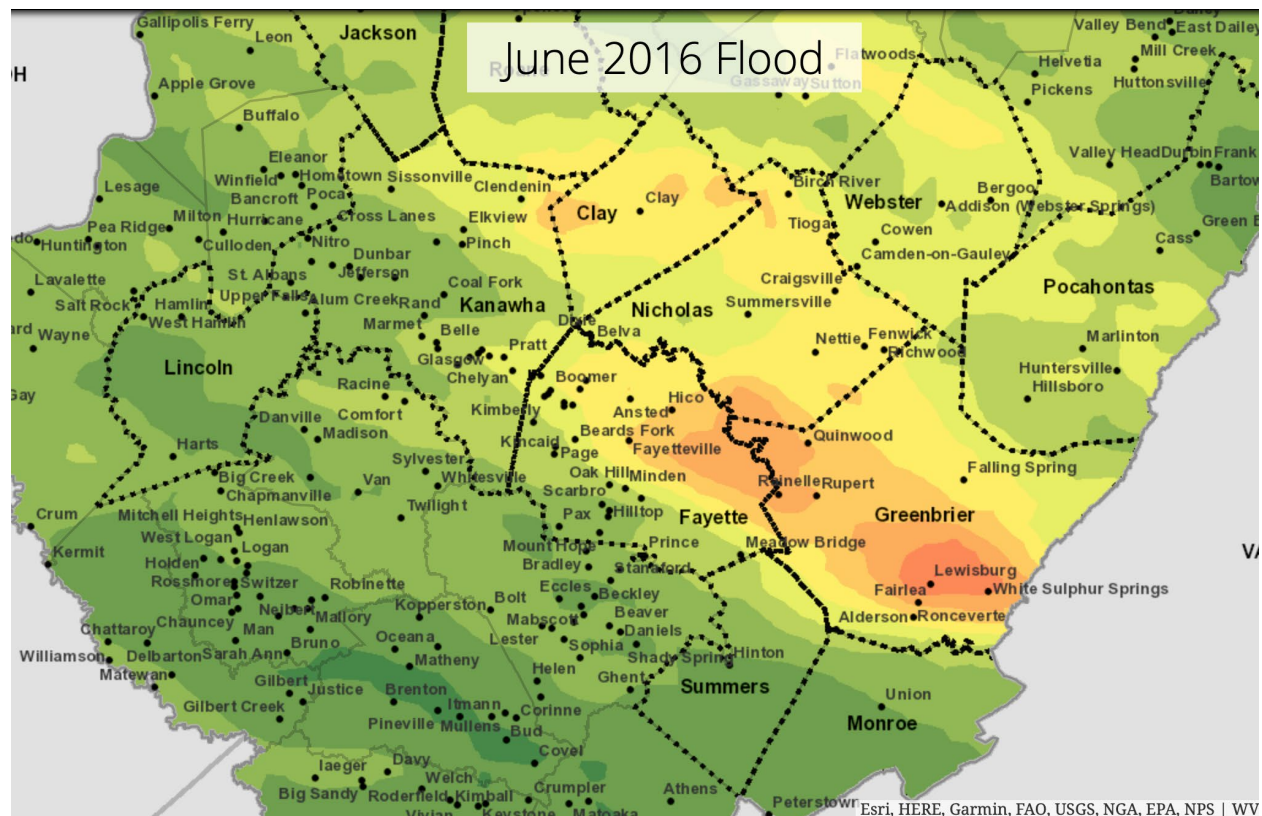 Gallipolis Ferry
Jackson
Leon
June 2016 Flood
Roane
Flatwoods
Gassaway
Sutton
Valley Bend
East Dailey
Mill Creek
Helvetia
Huttonsville
Pickens
H
Apple Grove
Buffalo
Eleanor
Valley Head
Durbin
Frank
Winfield
Hometown
Sissonville
Clendenin
Birch River
Bergoo
Lesage
Bancroft
Poca
Clay
Clay
Webster
Addison (Webster Springs)
Milton
Hurricane
Cross Lanes
Elkview
Tioga
Cowen
Pea Ridge
Huntington
Culloden
Nitro
Pinch
Cass
Dunbar
Camden-on-Gauley
Lavalette
St. Albans
Jefferson
Coal Fork
Craigsville
Pocahontas
Salt Rock
Hamlin
Upper Falls
Alum Creek
Rand
Kanawha
Nicholas
Summersville
West Hamlin
Marmet
Belle
Dixie
Belva
Wayne
Pratt
Nettie
Fenwick
Richwood
Marlinton
Lincoln
Glasgow
Chelyan
Boomer
Huntersville
Hillsboro
Racine
Hico
Danville
Comfort
Kimberly
Ansted
Madison
Beards Fork
Quinwood
Harts
Kincaid
Page
Fayetteville
Sylvester
Falling Spring
Big Creek
Van
Whitesville
Oak Hill
Minden
Rainelle
Rupert
Chapmanville
Scarbro
Twilight
Crum
Mitchell Heights
Henlawson
Pax
Hilltop
Fayette
Greenbrier
West Logan
Kermit
Logan
Mount Hope
Prince
Meadow Bridge
VA
Holden
Bradley
Stanaford
Lewisburg
Rossmore
Switzer
Robinette
Eccles
Beckley
Fairlea
White Sulphur Springs
Omar
Neibert
Mallory
Kopperston
Bolt
Mabscott
Beaver
Alderson
Ronceverte
Chauncey
Chattaroy
Man
Bruno
Oceana
Lester
Daniels
Sophia
Williamson
Delbarton
Sarah Ann
Matheny
Shady Spring
Hinton
Matewan
Helen
Gilbert
Justice
Brenton
Ghent
Summers
Union
Gilbert Creek
Itmann
Corinne
Pineville
Mullens
Bud
Monroe
Covel
Iaeger
Davy
Welch
Big Sandy
Roderfield
Kimball
Crumpler
Athens
Peterstown
Vivian
Keystone
Matoaka
Esri, HERE, Garmin, FAO, USGS, NGA, EPA, NPS | WV